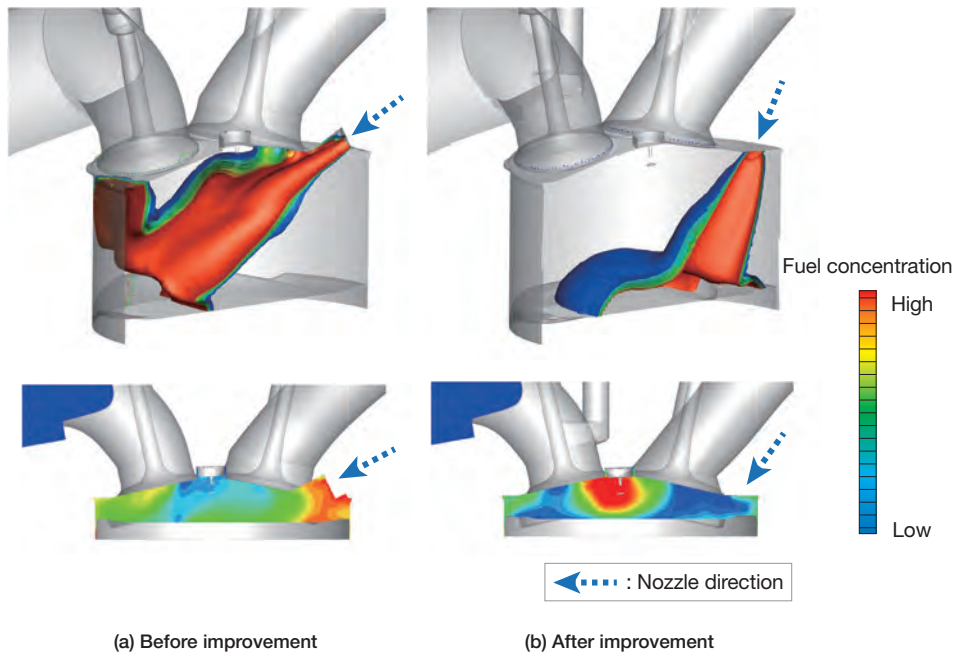 Fuel concentration
High
Low
: Nozzle direction
(a) Before improvement
(b) After improvement